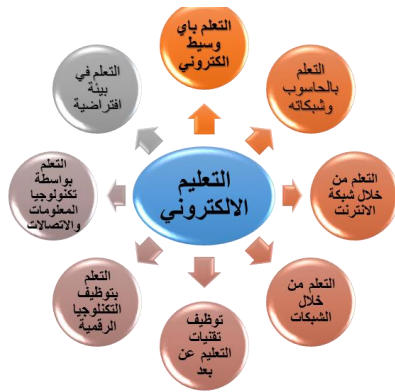 التعلم باي
وسيط
الكتروني
التعلم
بالحاسوب
وشبكاته
التعلم من
خلال شبكة
الانترنت
التعلم من
خلال
الشبكات
توظيف
تقنيات
التعليم عن
بعد
التعلم
بتوظيف
التكنلوجيا
الرقمية
التعلم
بواسطة
تكنولوجيا
المعلومات
والاتصالات
التعلم في
بيئة
افتراضية
التعليم
الالكتروني